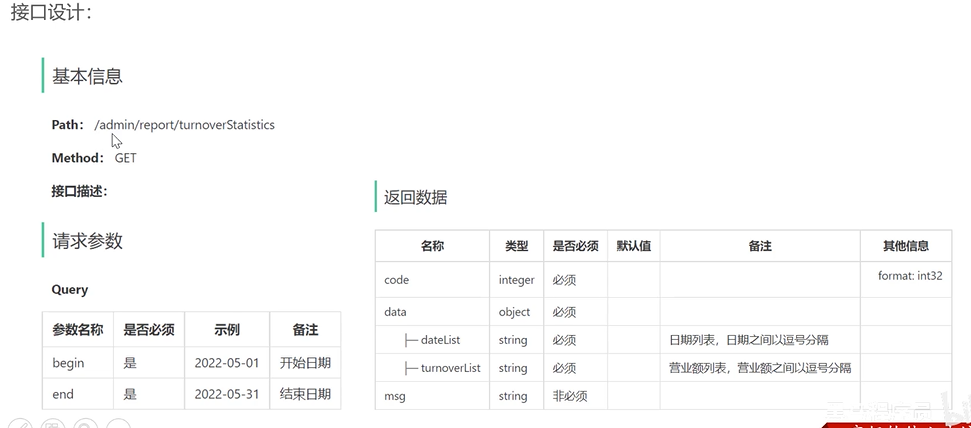 接口设计：
基本信息
Path： /admin/report/turnoverStatistics
Method： GET
接口描述：
请求参数
Query
参数名称 是否必须 示例 备注
begin 是 2022-05-01 开始日期
end 是 2022-05-31 结束日期
返回数据
名称 类型 是否必须 默认值 备注 其他信息
code integer 必须 format: int32
data object 必须
├─ dateList string 必须 日期列表，日期之间以逗号分隔
├─ turnoverList string 必须 营业额列表，营业额之间以逗号分隔
msg string 非必须